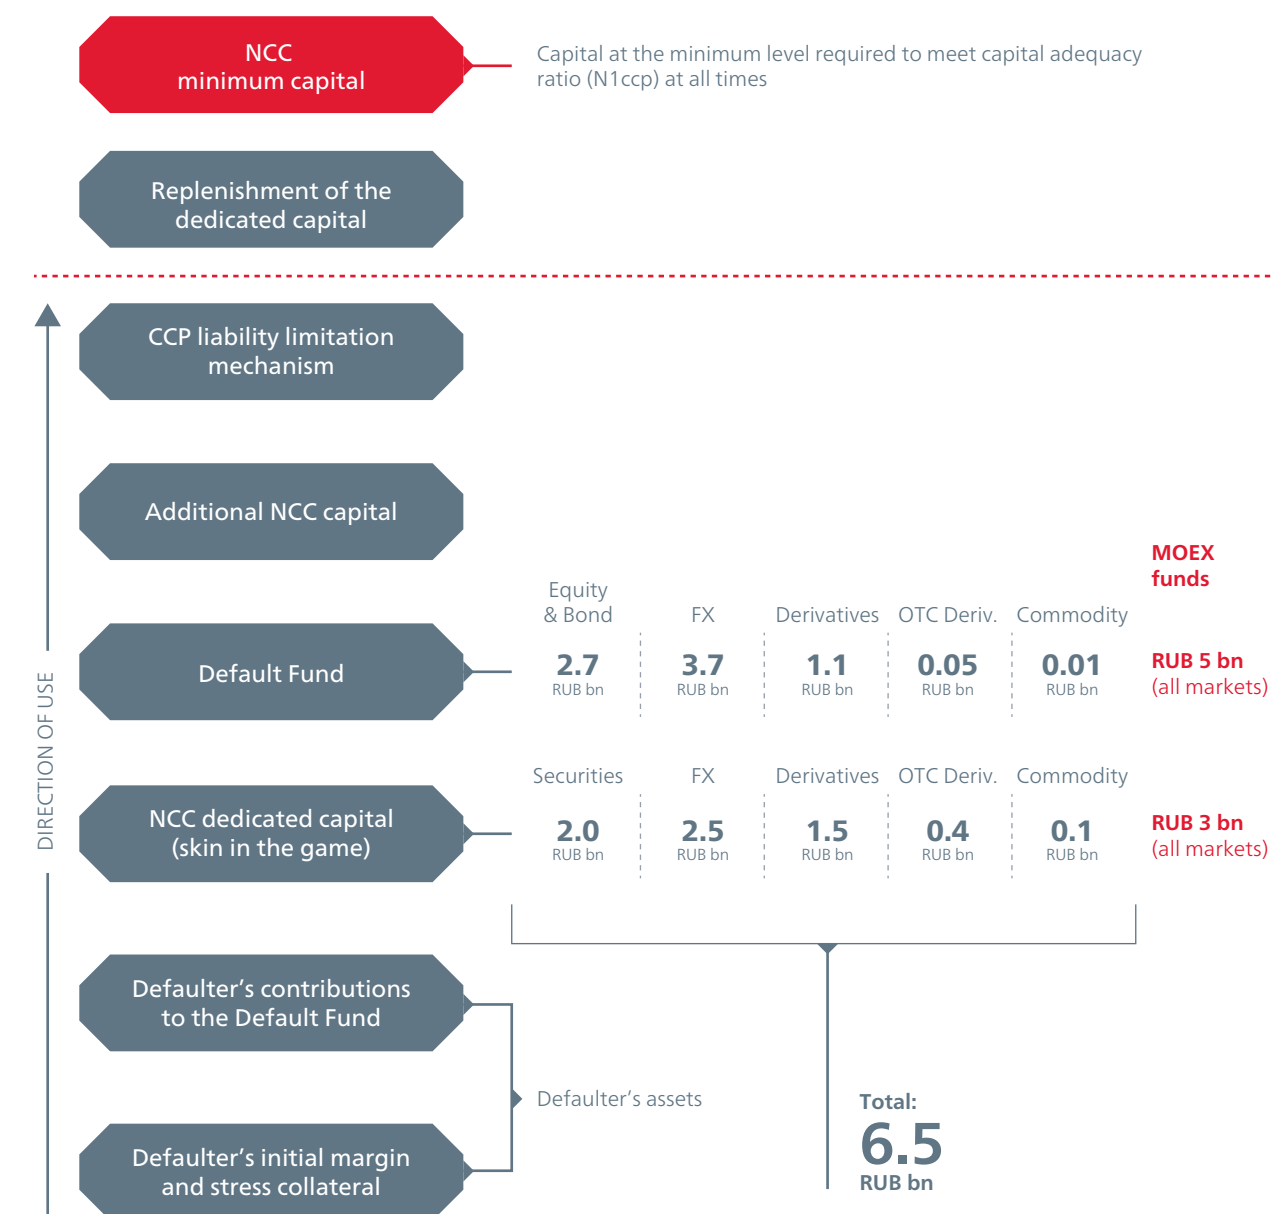 NCC
minimum capital
Capital at the minimum level required to meet capital adequacy
ratio (N1ccp) at all times
Replenishment of the
dedicated capital
DIRECTION OF USE
CCP liability limitation
mechanism
Additional NCC capital
MOEX
funds
Equity
& Bond
FX
Derivatives
OTC Deriv.
Commodity
Default Fund
2.7
RUB bn
3.7
RUB bn
1.1
RUB bn
0.05
RUB bn
0.01
RUB bn
RUB 5 bn
(all markets)
Securities
FX
Derivatives
OTC Deriv.
Commodity
NCC dedicated capital
(skin in the game)
2.0
RUB bn
2.5
RUB bn
1.5
RUB bn
0.4
RUB bn
0.1
RUB bn
RUB 3 bn
(all markets)
Defaulter’s contributions
to the Default Fund
Defaulter’s assets
Defaulter’s initial margin
and stress collateral
Total:
6.5
RUB bn